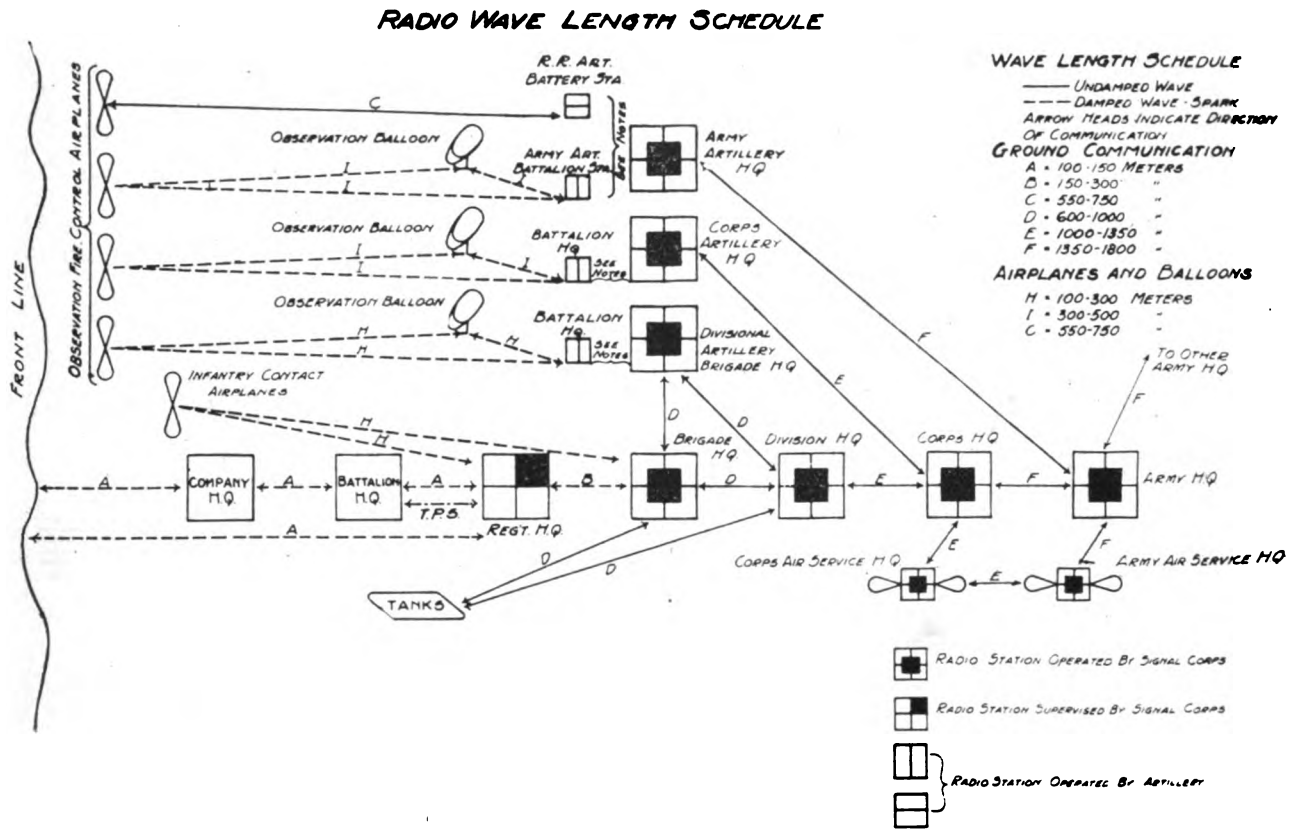 RADIO WAVE LENGTH SCHEDULE
WAVE LENGTH SCHEDULE
UNDAMPED WAVE
DAMPED WAVE - SPARK
ARROW HEADS INDICATE DIRECTION
OF COMMUNICATION
GROUND COMMUNICATION
A = 100-150 METERS
B = 150-300 "
C = 550-750 "
D = 600-1000 "
E = 1000-1350 "
F = 1350-1800 "
AIRPLANES AND BALLOONS
H = 100-300 METERS
I = 300-500 "
C = 550-750 "
FRONT LINE
OBSERVATION FIRE CONTROL AIRPLANES
R.R. ART.
BATTERY STA.
C
SEE NOTES
OBSERVATION BALLOON
ARMY ART.
BATTALION STA.
I
I
I
I
ARMY
ARTILLERY
HQ
OBSERVATION BALLOON
BATTALION
HQ
SEE
NOTES
I
I
I
CORPS
ARTILLERY
HQ
OBSERVATION BALLOON
BATTALION
HQ.
SEE
NOTES
H
H
H
DIVISIONAL
ARTILLERY
BRIGADE HQ
F
TO OTHER
ARMY HQ
F
INFANTRY CONTACT
AIRPLANES
H
H
D
D
E
BRIGADE
HQ
DIVISION HQ
CORPS HQ
ARMY HQ
A
COMPANY
H.Q.
A
BATTALION
H.Q.
A
T.P.S.
REGT. H.Q.
B
D
E
F
A
D
D
TANKS
CORPS AIR SERVICE HQ
E
F
ARMY AIR SERVICE HQ
E
RADIO STATION OPERATED BY SIGNAL CORPS
RADIO STATION SUPERVISED BY SIGNAL CORPS
RADIO STATION OPERATED BY ARTILLERY